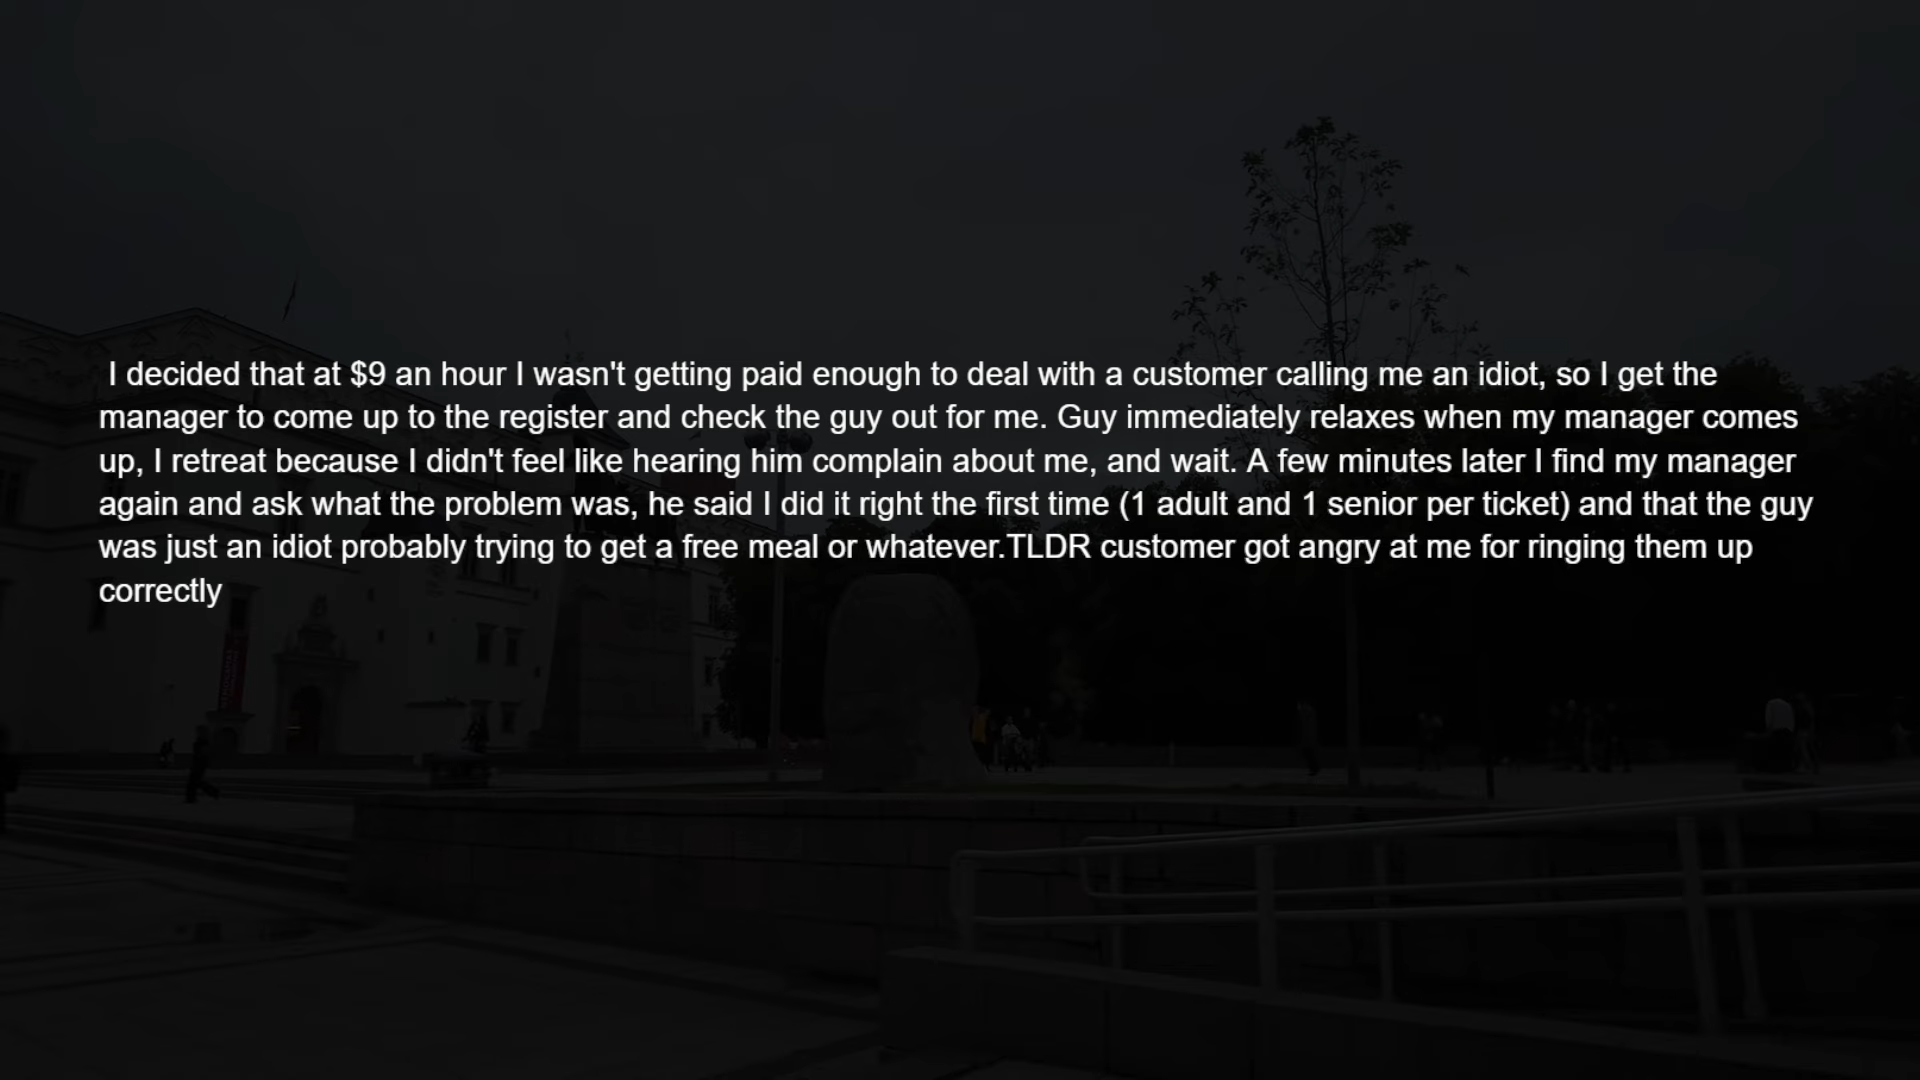 I decided that at $9 an hour I wasn't getting paid enough to deal with a customer calling me an idiot, so I get the
manager to come up to the register and check the guy out for me. Guy immediately relaxes when my manager comes
up, I retreat because I didn't feel like hearing him complain about me, and wait. A few minutes later I find my manager
again and ask what the problem was, he said I did it right the first time (1 adult and 1 senior per ticket) and that the guy
was just an idiot probably trying to get a free meal or whatever.TLDR customer got angry at me for ringing them up
correctly